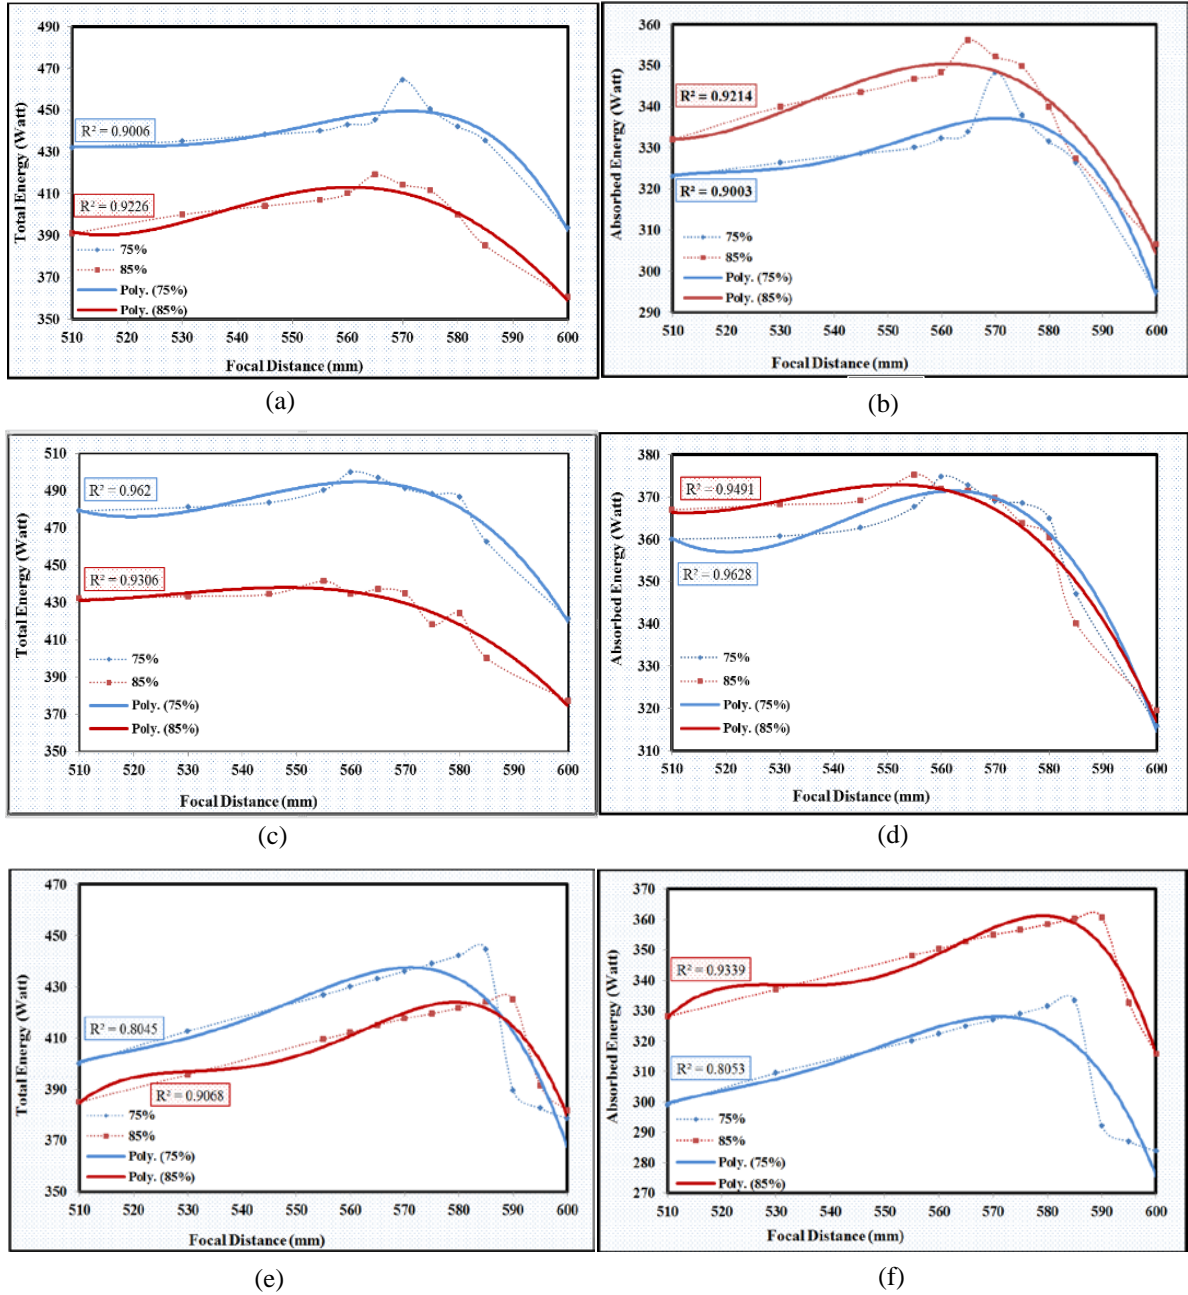 490
470
450
430
410
390
370
350
Total Energy (Watt)
R² = 0.9006
R² = 0.9226
75%
85%
Poly. (75%)
Poly. (85%)
510 520 530 540 550 560 570 580 590 600
Focal Distance (mm)
(a)
360
350
340
330
320
310
300
290
Absorbed Energy (Watt)
R² = 0.9214
R² = 0.9003
75%
85%
Poly. (75%)
Poly. (85%)
510 520 530 540 550 560 570 580 590 600
Focal Distance (mm)
(b)
510
490
470
450
430
410
390
370
350
Total Energy (Watt)
R² = 0.962
R² = 0.9306
75%
85%
Poly. (75%)
Poly. (85%)
510 520 530 540 550 560 570 580 590 600
Focal Distance (mm)
(c)
380
370
360
350
340
330
320
310
Absorbed Energy (Watt)
R² = 0.9491
R² = 0.9628
75%
85%
Poly. (75%)
Poly. (85%)
510 520 530 540 550 560 570 580 590 600
Focal Distance (mm)
(d)
470
450
430
410
390
370
350
Total Energy (Watt)
R² = 0.8045
R² = 0.9068
75%
85%
Poly. (75%)
Poly. (85%)
510 520 530 540 550 560 570 580 590 600
Focal Distance (mm)
(e)
370
360
350
340
330
320
310
300
290
280
270
Absorbed Energy (Watt)
R² = 0.9339
R² = 0.8053
75%
85%
Poly. (75%)
Poly. (85%)
510 520 530 540 550 560 570 580 590 600
Focal Distance (mm)
(f)